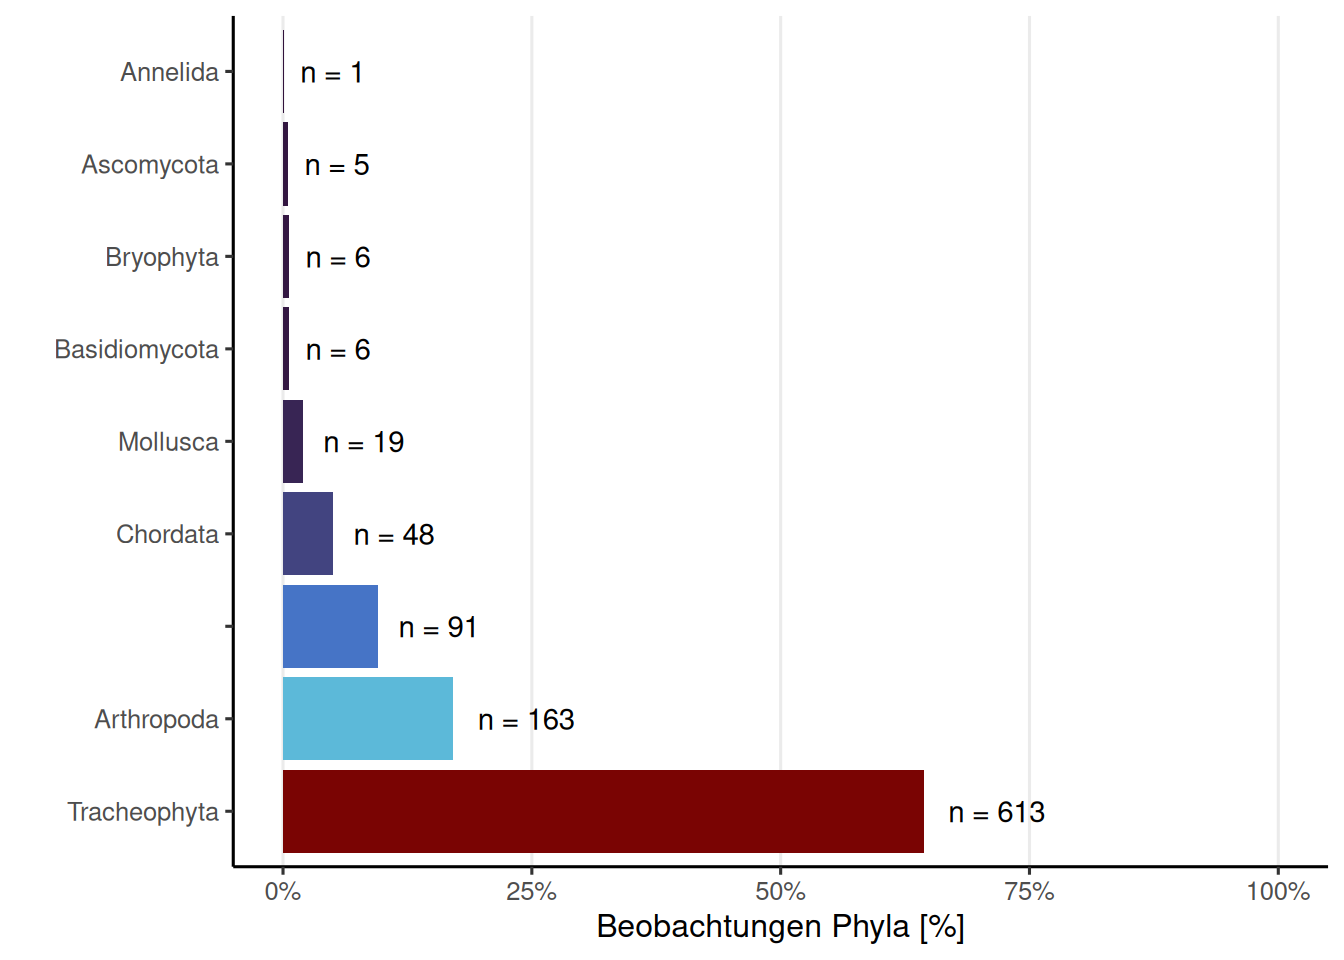 Annelida n = 1
Ascomycota n = 5
Bryophyta n = 6
Basidiomycota n = 6
Mollusca n = 19
Chordata n = 48
n = 91
Arthropoda n = 163
Tracheophyta n = 613
0% 25% 50% 75% 100%
Beobachtungen Phyla [%]